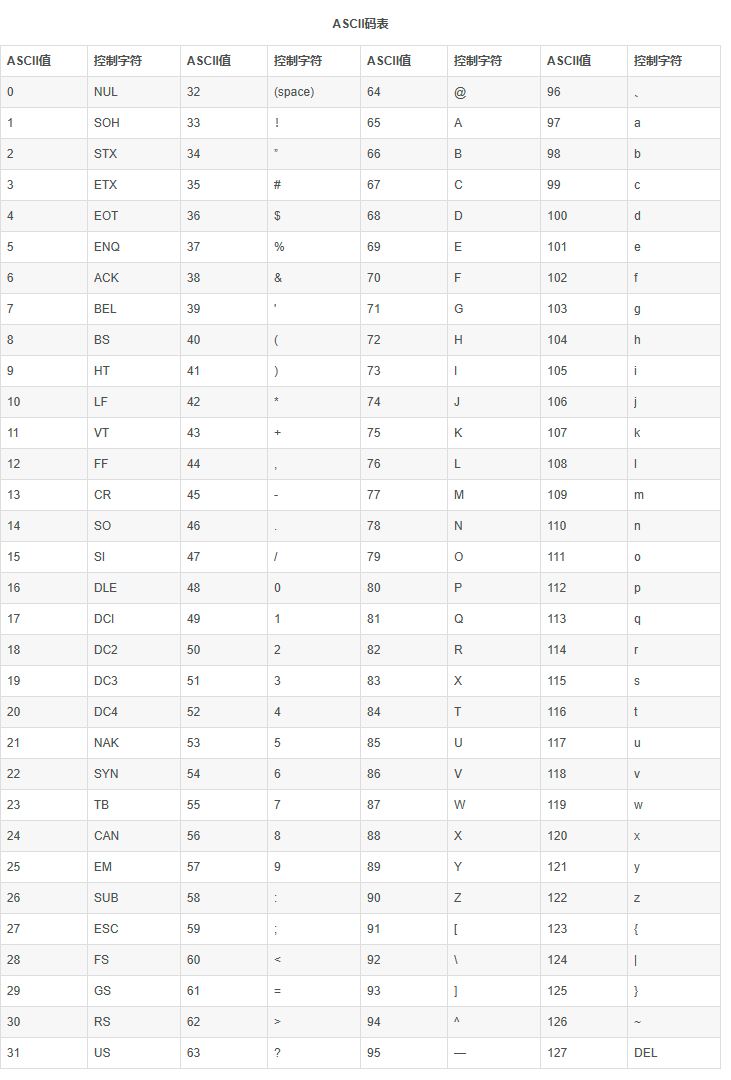 ASCII码表
ASCII值 控制字符 ASCII值 控制字符 ASCII值 控制字符 ASCII值 控制字符
0 NUL 32 (space) 64 @ 96 、
1 SOH 33 ! 65 A 97 a
2 STX 34 ” 66 B 98 b
3 ETX 35 # 67 C 99 c
4 EOT 36 $ 68 D 100 d
5 ENQ 37 % 69 E 101 e
6 ACK 38 & 70 F 102 f
7 BEL 39 ' 71 G 103 g
8 BS 40 ( 72 H 104 h
9 HT 41 ) 73 I 105 i
10 LF 42 * 74 J 106 j
11 VT 43 + 75 K 107 k
12 FF 44 , 76 L 108 l
13 CR 45 - 77 M 109 m
14 SO 46 . 78 N 110 n
15 SI 47 / 79 O 111 o
16 DLE 48 0 80 P 112 p
17 DCI 49 1 81 Q 113 q
18 DC2 50 2 82 R 114 r
19 DC3 51 3 83 X 115 s
20 DC4 52 4 84 T 116 t
21 NAK 53 5 85 U 117 u
22 SYN 54 6 86 V 118 v
23 TB 55 7 87 W 119 w
24 CAN 56 8 88 X 120 x
25 EM 57 9 89 Y 121 y
26 SUB 58 : 90 Z 122 z
27 ESC 59 ; 91 [ 123 {
28 FS 60 < 92 \ 124 |
29 GS 61 = 93 ] 125 }
30 RS 62 > 94 ^ 126 ~
31 US 63 ? 95 — 127 DEL